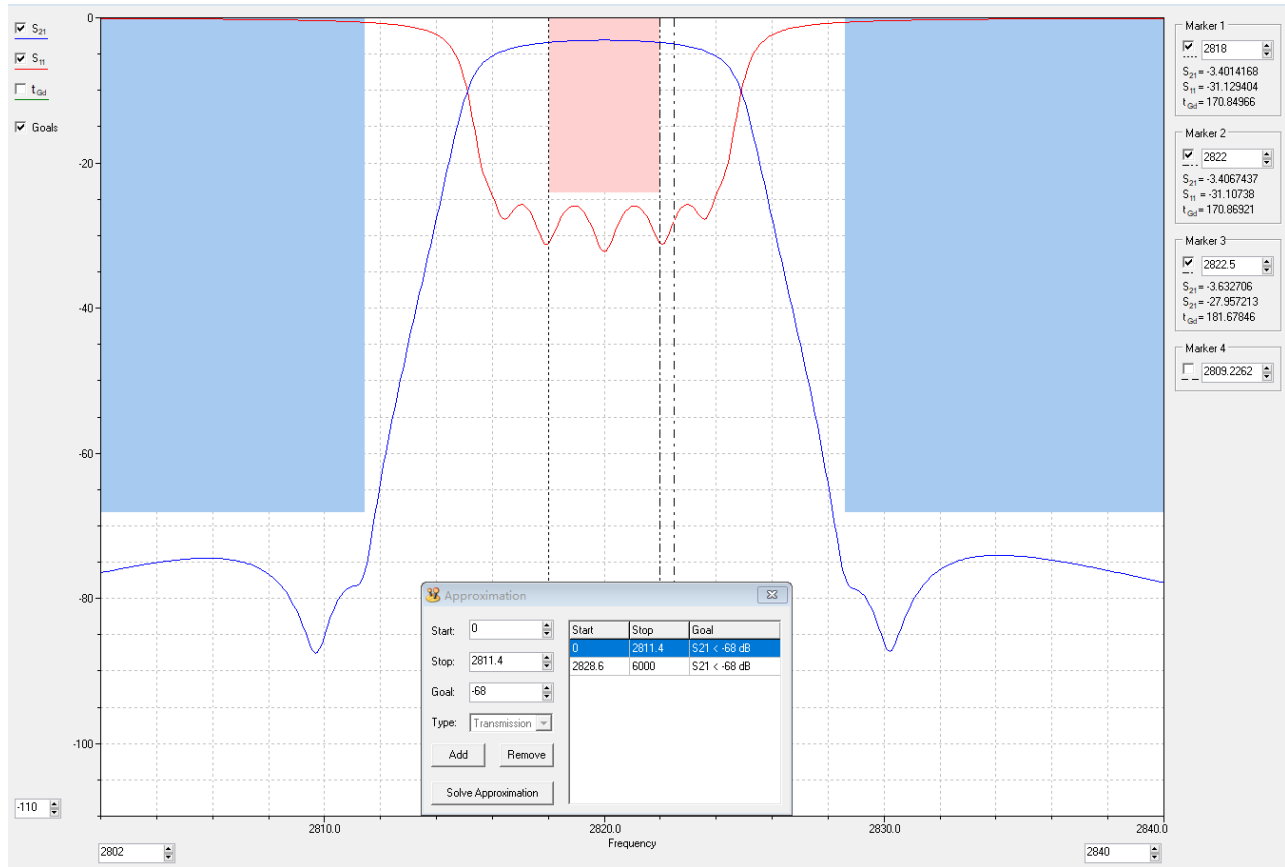 S21
S11
tGd
Goals
0
-20
-40
-60
-80
-100
-110
2810.0
2820.0
2830.0
2840.0
Frequency
2802
2840
Marker 1
2818
S21= -3.4014168
S11= -31.129404
tGd= 170.84966
Marker 2
2822
S21= -3.4067437
S11= -31.10738
tGd= 170.86921
Marker 3
2822.5
S21= -3.632706
S21= -27.957213
tGd= 181.67846
Marker 4
2809.2262
Approximation
Start: 0
Stop: 2811.4
Goal: -68
Type: Transmission
Add Remove
Solve Approximation
Start Stop Goal
0 2811.4 S21 < -68 dB
2828.6 6000 S21 < -68 dB